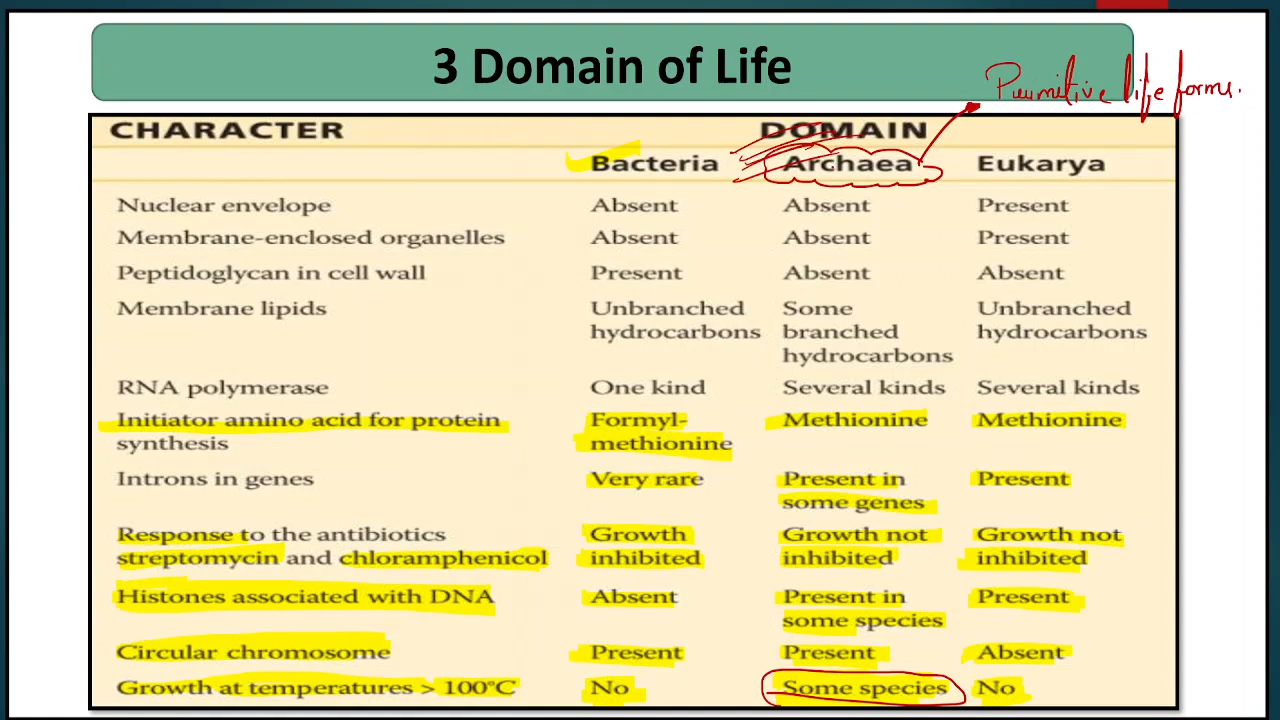 3 Domain of Life
Primitive life forms.
CHARACTER DOMAIN
Bacteria Archaea Eukarya
Nuclear envelope Absent Absent Present
Membrane-enclosed organelles Absent Absent Present
Peptidoglycan in cell wall Present Absent Absent
Membrane lipids Unbranched Some Unbranched
hydrocarbons branched hydrocarbons
hydrocarbons
RNA polymerase One kind Several kinds Several kinds
Initiator amino acid for protein Formyl- Methionine Methionine
synthesis methionine
Introns in genes Very rare Present in Present
some genes
Response to the antibiotics Growth Growth not Growth not
streptomycin and chloramphenicol inhibited inhibited inhibited
Histones associated with DNA Absent Present in Present
some species
Circular chromosome Present Present Absent
Growth at temperatures > 100°C No Some species No